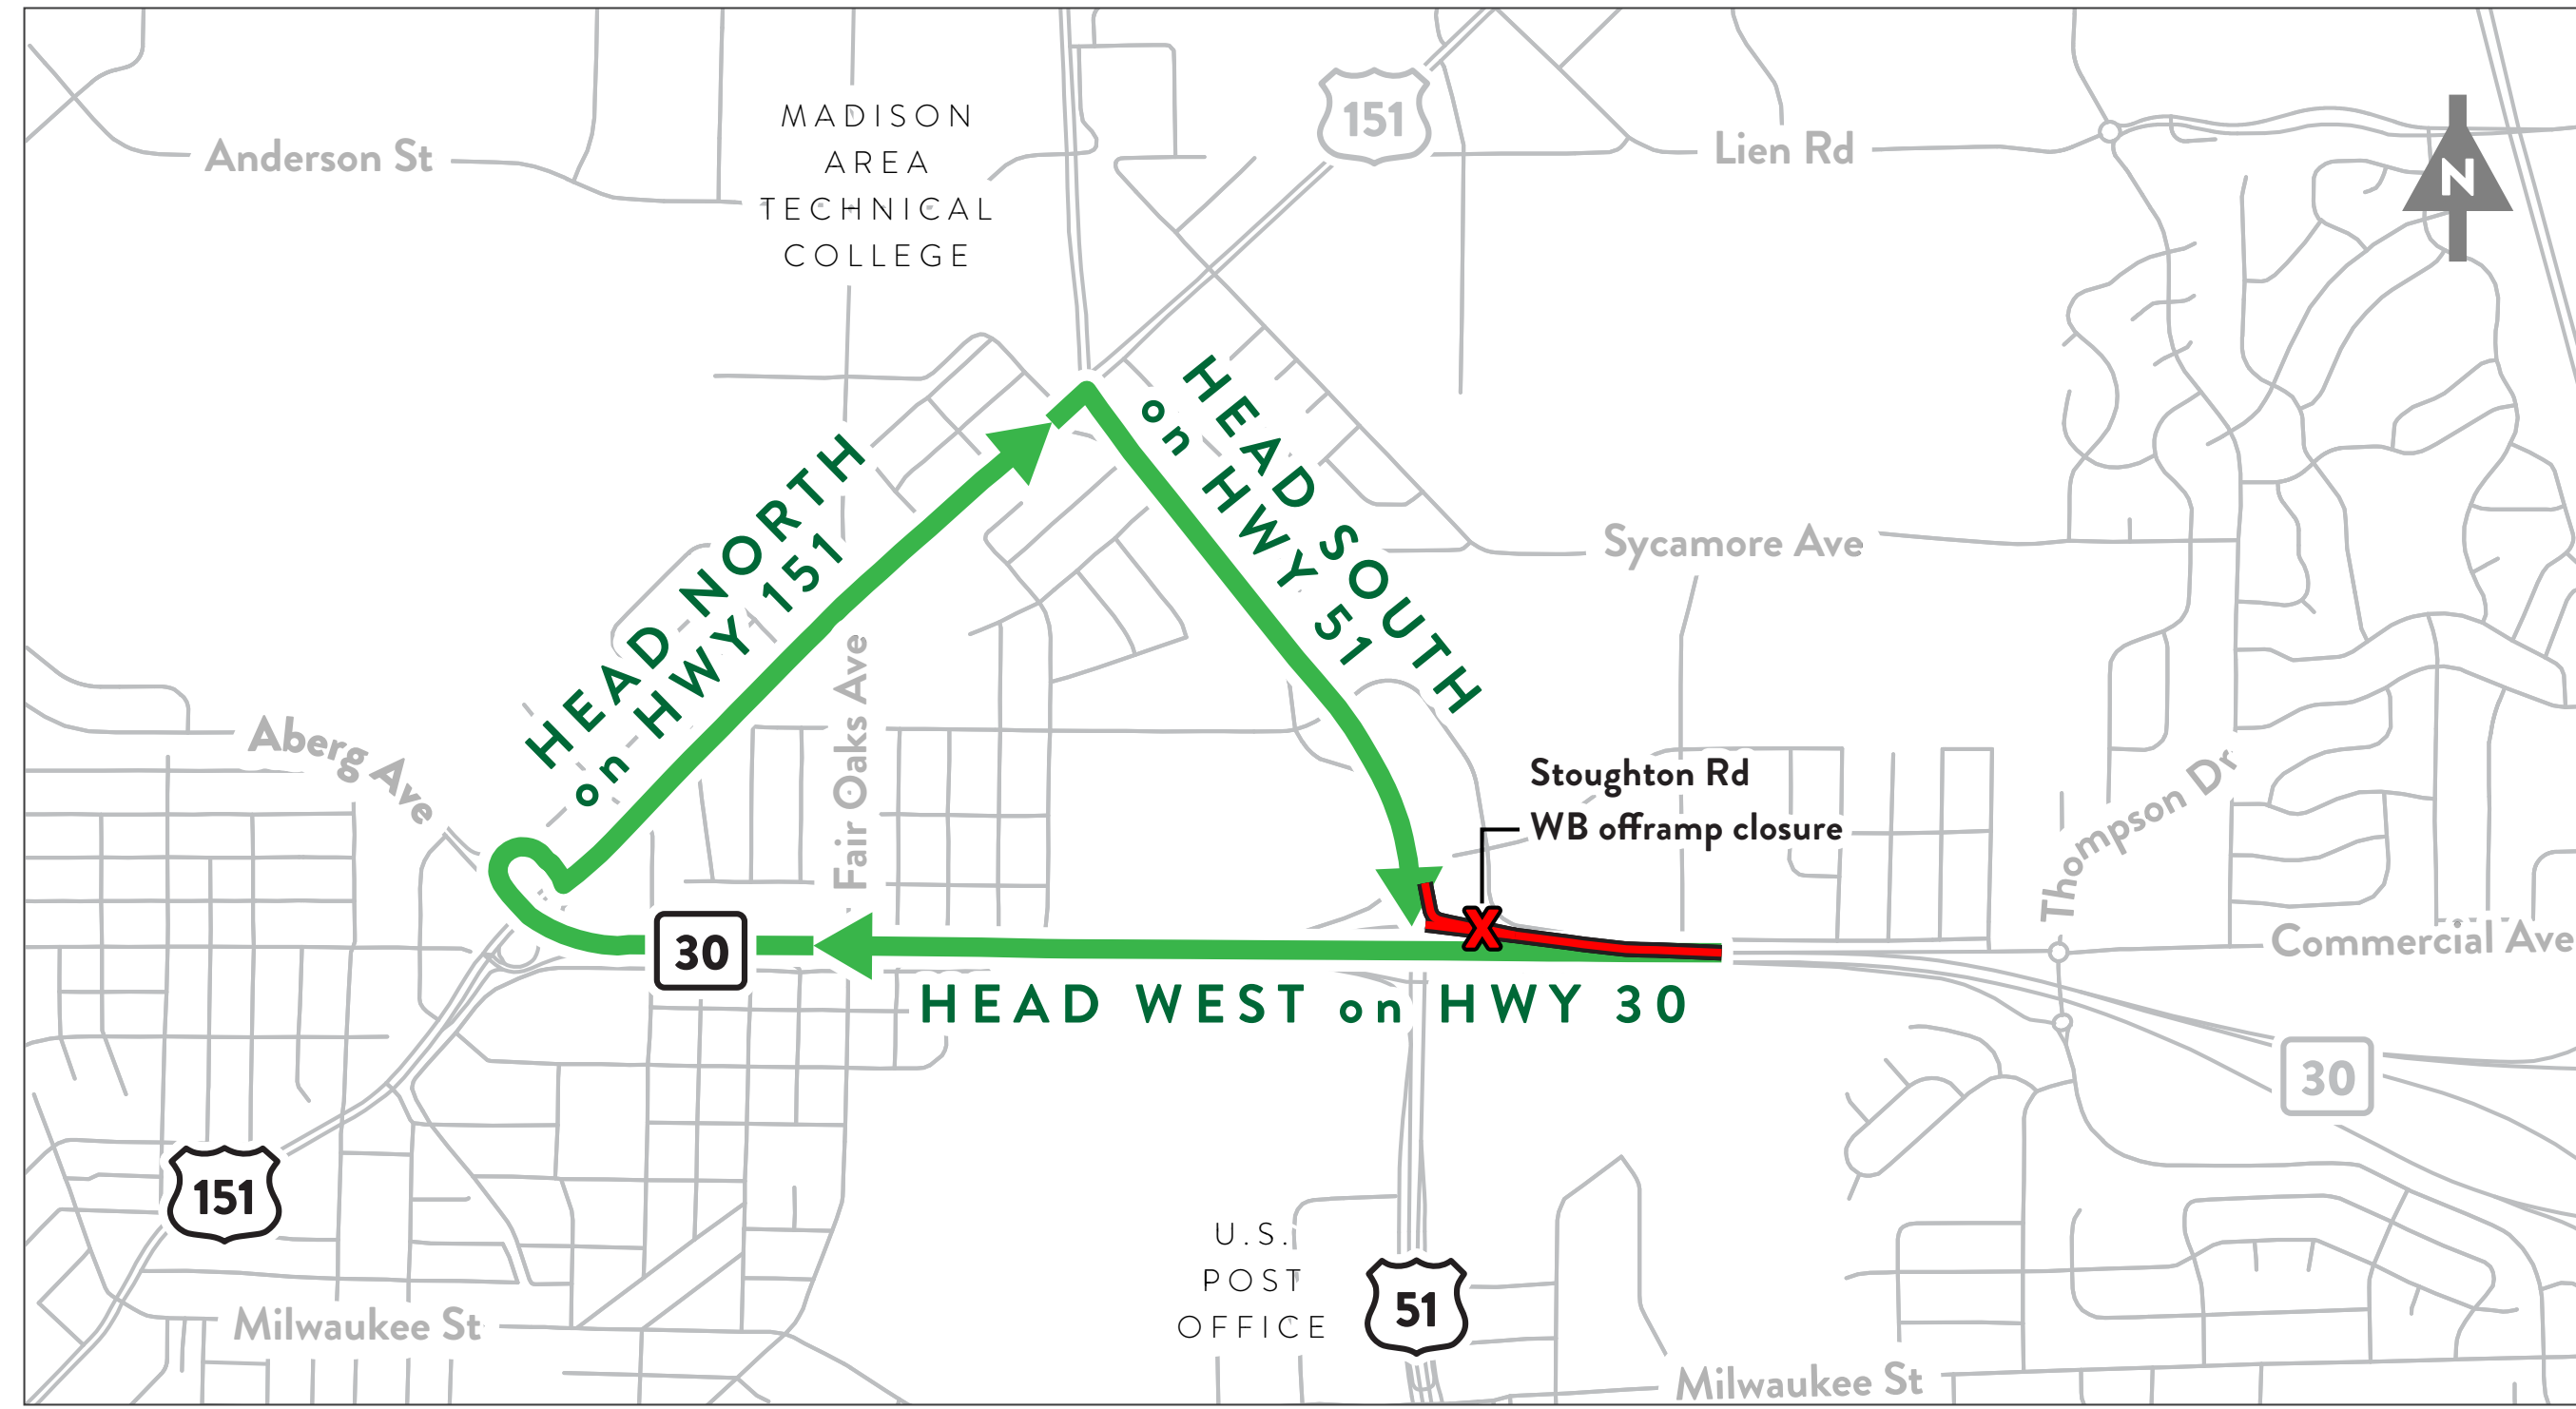 151
Anderson St
MADISON
AREA
TECHNICAL
COLLEGE
Lien Rd
N
HEAD NORTH
on HWY 151
HEAD SOUTH
on HWY 51
Sycamore Ave
Aberg Ave
Fair Oaks Ave
Stoughton Rd
WB offramp closure
X
Thompson Dr
Commercial Ave
30
HEAD WEST on HWY 30
30
151
U.S.
POST
OFFICE
51
Milwaukee St
Milwaukee St